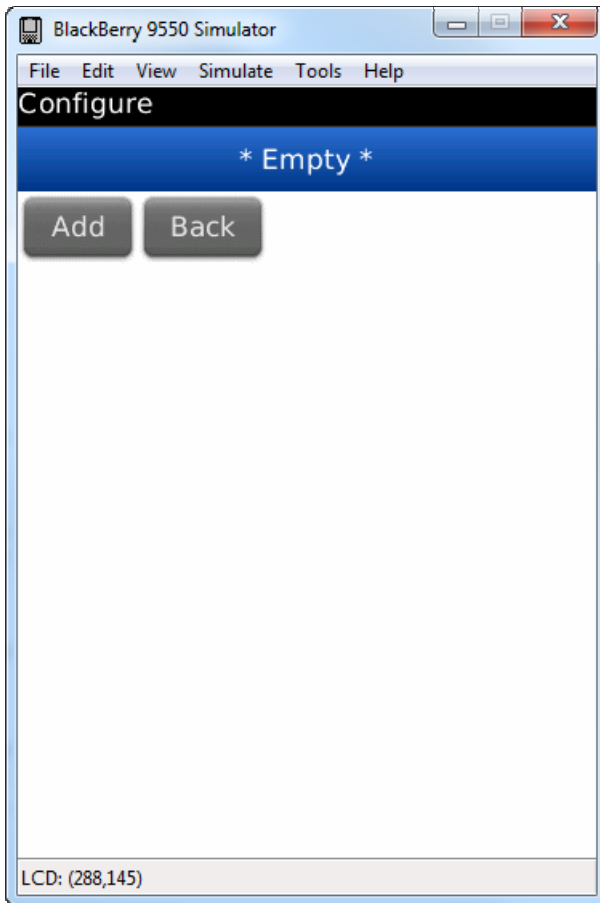 BlackBerry 9550 Simulator
File Edit View Simulate Tools Help
Configure
* Empty *
Add Back
LCD: (288,145)